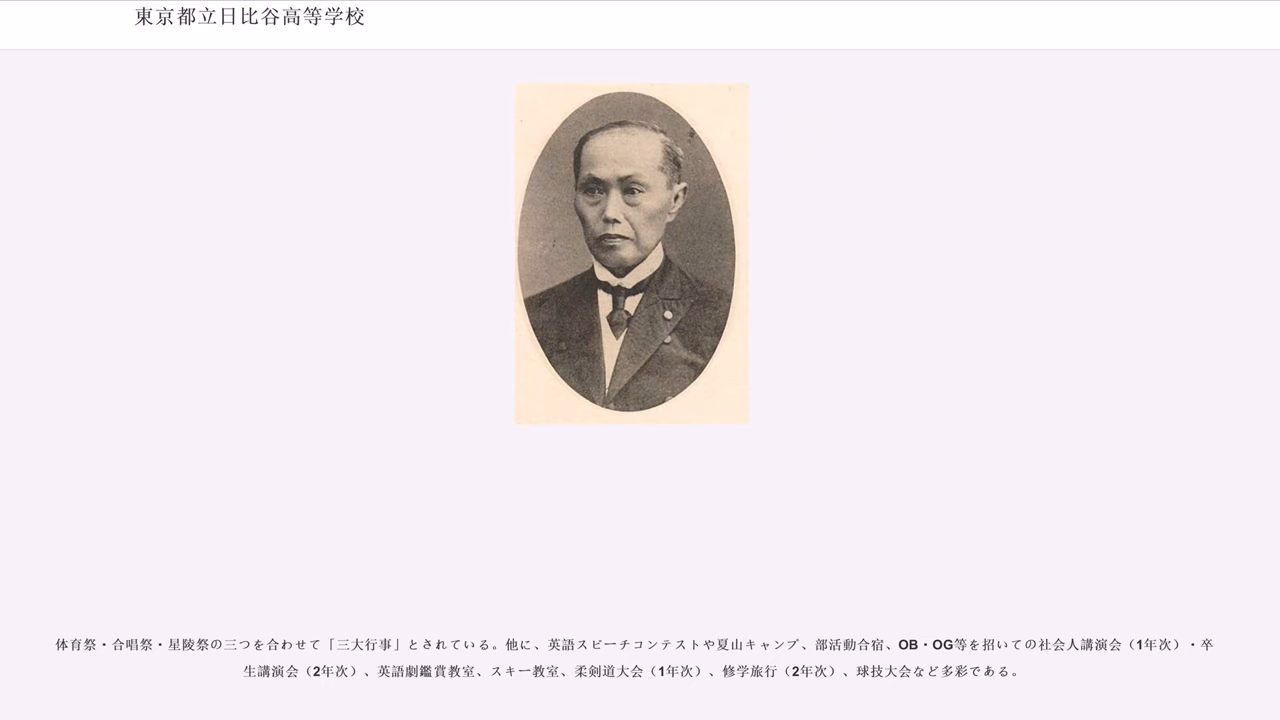 東京都立日比谷高等学校
体育祭・合唱祭・星陵祭の三つを合わせて「三大行事」とされている。他に、英語スピーチコンテストや夏山キャンプ、部活動合宿、OB・OG等を招いての社会人講演会（1年次）・卒
生講演会（2年次）、英語劇鑑賞教室、スキー教室、柔剣道大会（1年次）、修学旅行（2年次）、球技大会など多彩である。